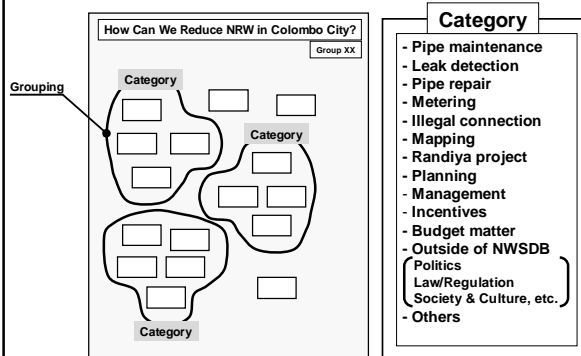 How Can We Reduce NRW in Colombo City?
Group XX
Grouping
Category
Category
Category
Category
- Pipe maintenance
- Leak detection
- Pipe repair
- Metering
- Illegal connection
- Mapping
- Randiya project
- Planning
- Management
- Incentives
- Budget matter
- Outside of NWSDB
Politics
Law/Regulation
Society & Culture, etc.
- Others